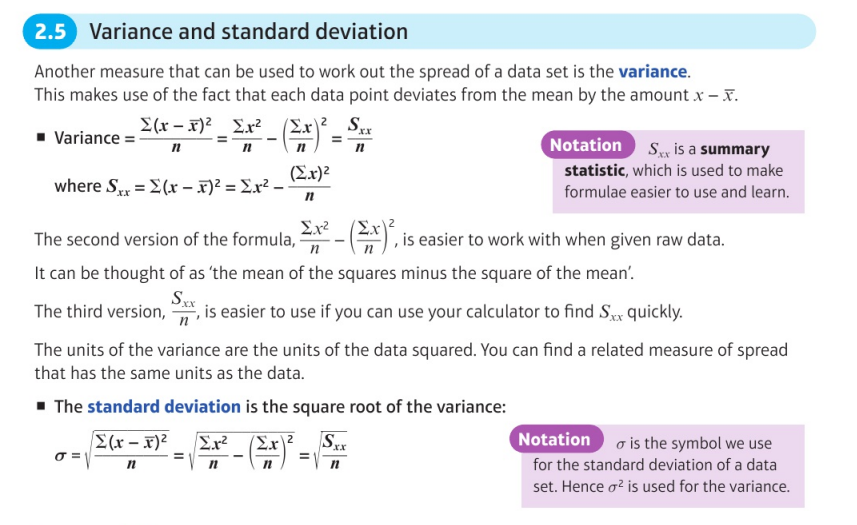 2.5 Variance and standard deviation
Another measure that can be used to work out the spread of a data set is the variance.
This makes use of the fact that each data point deviates from the mean by the amount x – x̅.
■ Variance = Σ(x – x̅)²/n = Σx²/n – (Σx/n)² = Sₓₓ/n
where Sₓₓ = Σ(x – x̅)² = Σx² – (Σx)²/n
Notation Sₓₓ is a summary
statistic, which is used to make
formulae easier to use and learn.
The second version of the formula, Σx²/n – (Σx/n)², is easier to work with when given raw data.
It can be thought of as ‘the mean of the squares minus the square of the mean’.
The third version, Sₓₓ/n, is easier to use if you can use your calculator to find Sₓₓ quickly.
The units of the variance are the units of the data squared. You can find a related measure of spread
that has the same units as the data.
■ The standard deviation is the square root of the variance:
σ = √(Σ(x – x̅)²/n) = √(Σx²/n – (Σx/n)²) = √(Sₓₓ/n)
Notation σ is the symbol we use
for the standard deviation of a data
set. Hence σ² is used for the variance.